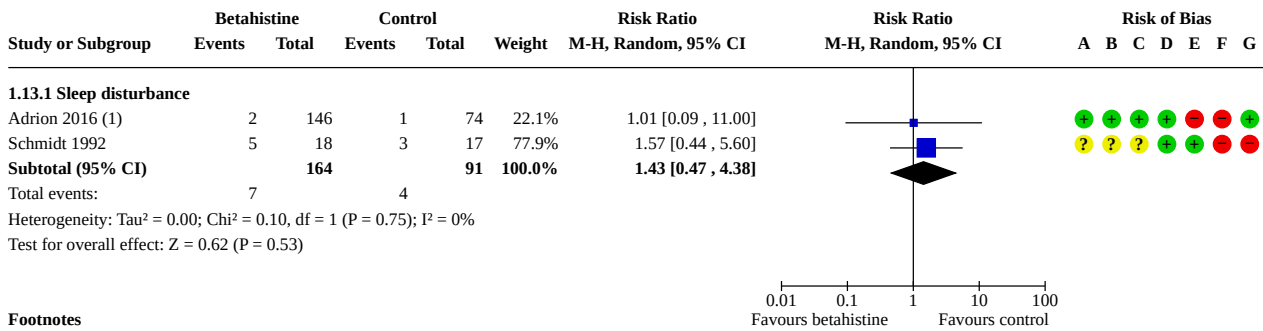 Betahistine Control Risk Ratio Risk Ratio Risk of Bias
Study or Subgroup Events Total Events Total Weight M-H, Random, 95% CI M-H, Random, 95% CI A B C D E F G
1.13.1 Sleep disturbance
Adrion 2016 (1) 2 146 1 74 22.1% 1.01 [0.09 , 11.00] + + + + − − +
Schmidt 1992 5 18 3 17 77.9% 1.57 [0.44 , 5.60] ? ? ? + + − −
Subtotal (95% CI) 164 91 100.0% 1.43 [0.47 , 4.38]
Total events: 7 4
Heterogeneity: Tau² = 0.00; Chi² = 0.10, df = 1 (P = 0.75); I² = 0%
Test for overall effect: Z = 0.62 (P = 0.53)
0.01 0.1 1 10 100
Footnotes Favours betahistine Favours control